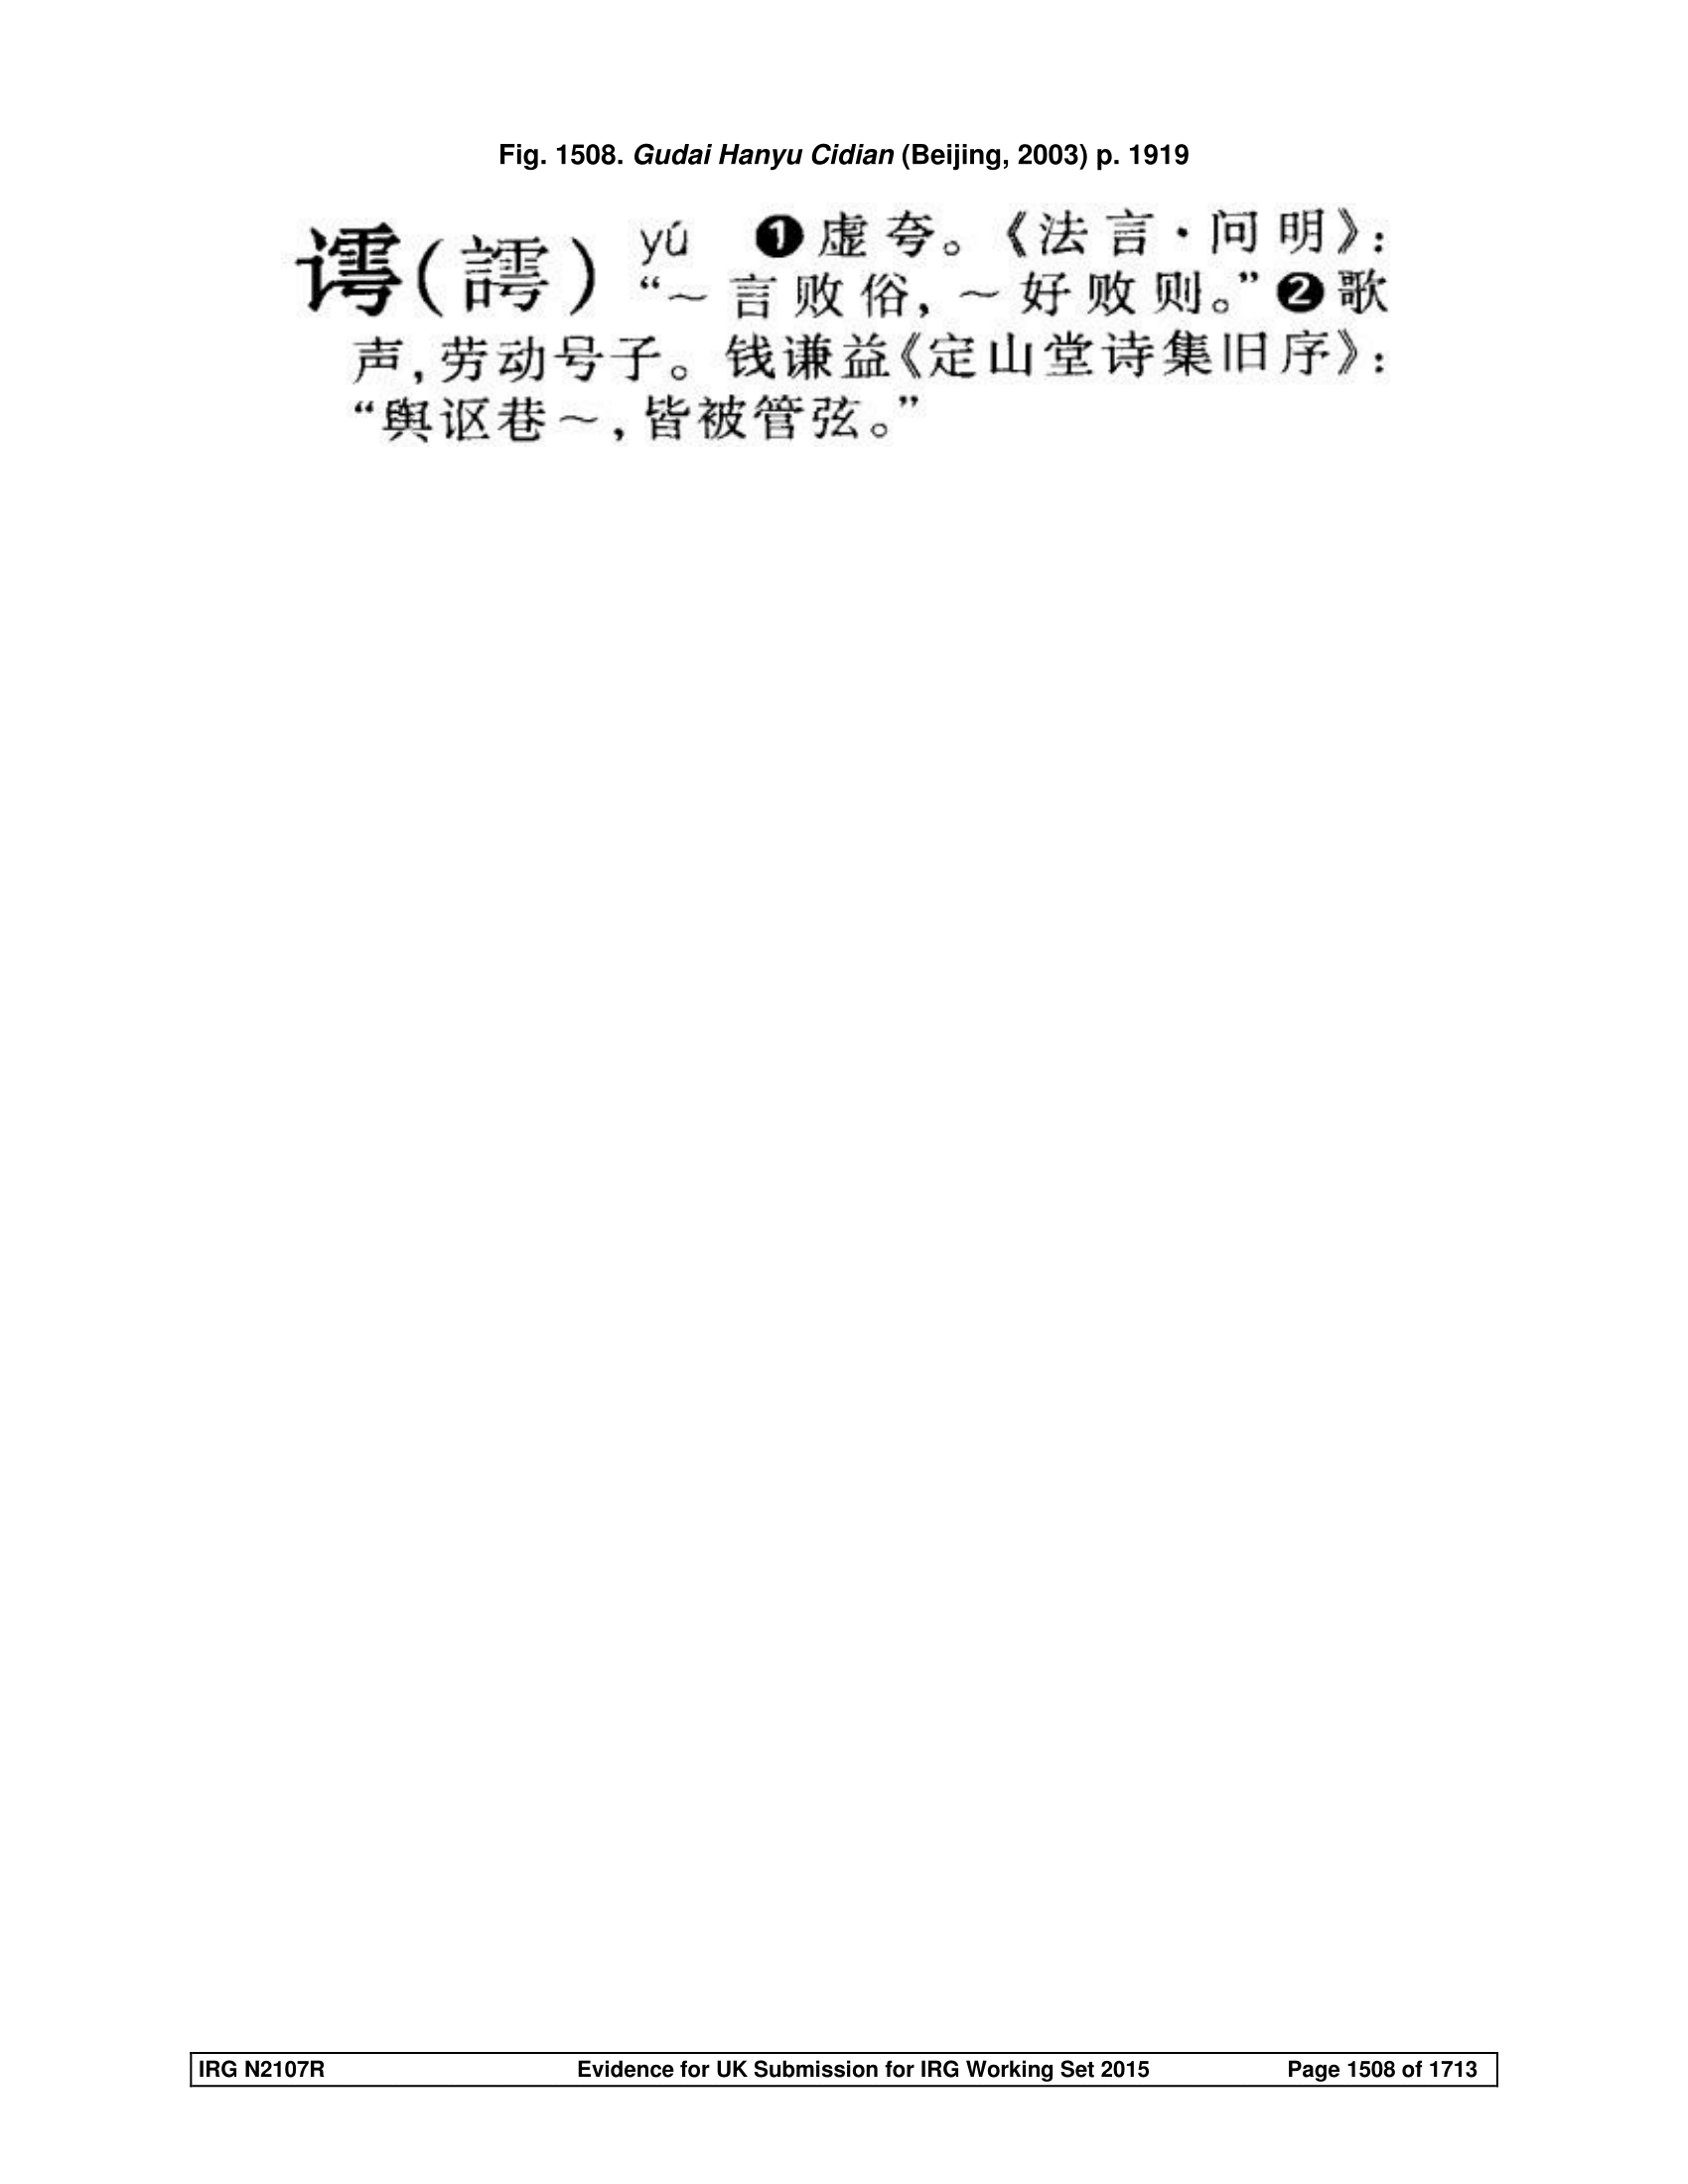 Fig. 1508. Gudai Hanyu Cidian (Beijing, 2003) p. 1919
(謣) yú ❶虚夸。《法言·问明》:
“～言败俗,～好败则。”❷歌
声,劳动号子。钱谦益《定山堂诗集旧序》:
“舆讴巷～,皆被管弦。”
IRG N2107R Evidence for UK Submission for IRG Working Set 2015 Page 1508 of 1713